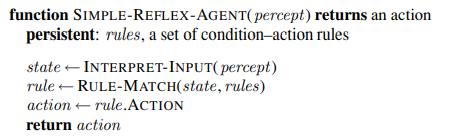 function SIMPLE-REFLEX-AGENT(percept) returns an action
persistent: rules, a set of condition–action rules
state ← INTERPRET-INPUT(percept)
rule ← RULE-MATCH(state, rules)
action ← rule.ACTION
return action